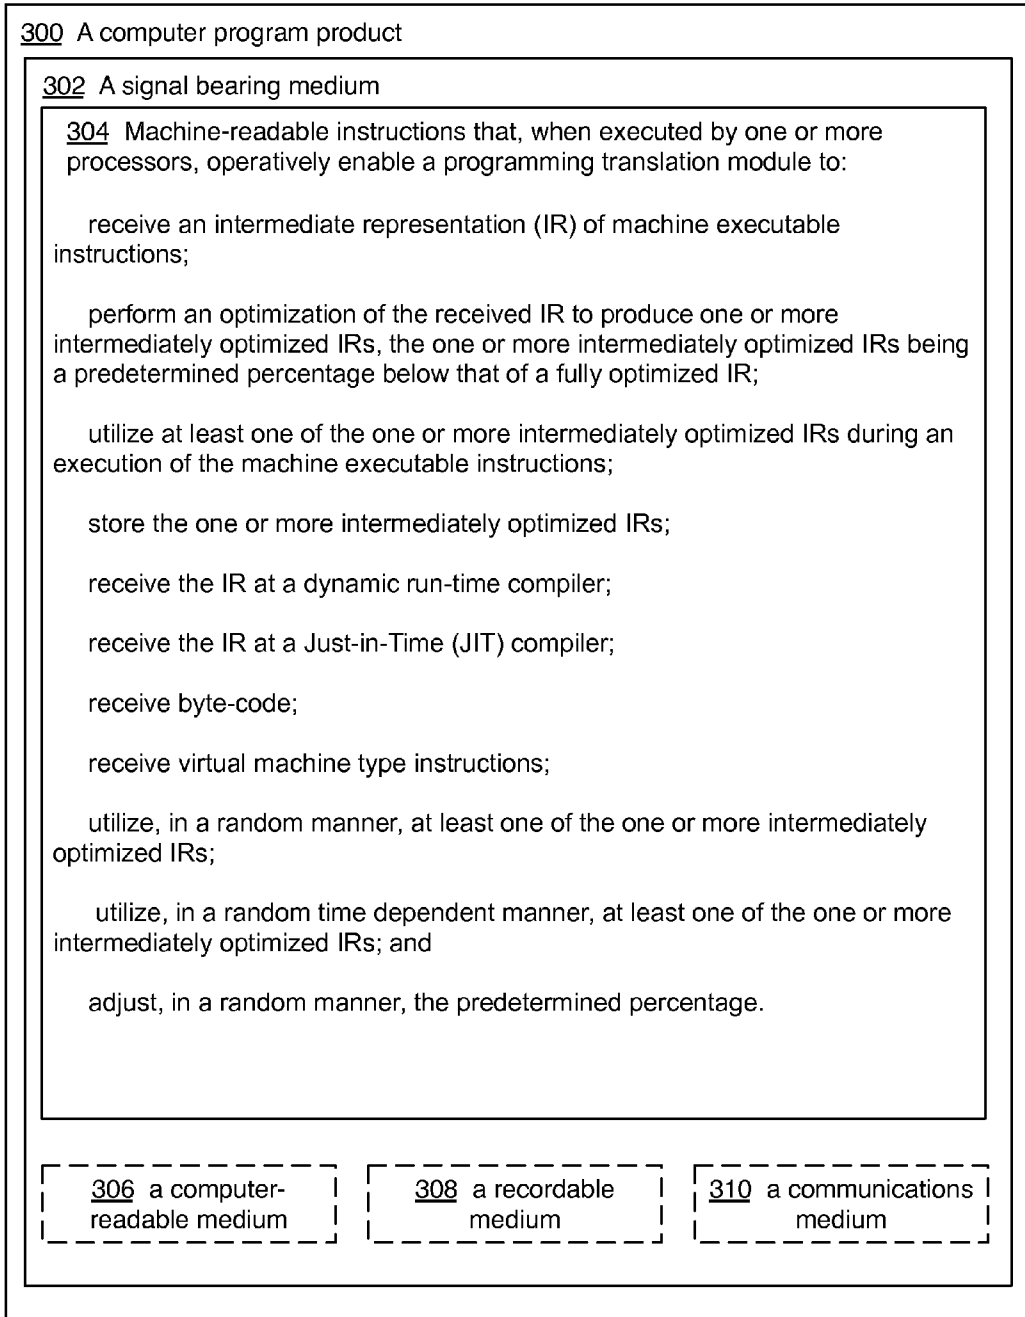 300 A computer program product
302 A signal bearing medium
304 Machine-readable instructions that, when executed by one or more
processors, operatively enable a programming translation module to:
receive an intermediate representation (IR) of machine executable
instructions;
perform an optimization of the received IR to produce one or more
intermediately optimized IRs, the one or more intermediately optimized IRs being
a predetermined percentage below that of a fully optimized IR;
utilize at least one of the one or more intermediately optimized IRs during an
execution of the machine executable instructions;
store the one or more intermediately optimized IRs;
receive the IR at a dynamic run-time compiler;
receive the IR at a Just-in-Time (JIT) compiler;
receive byte-code;
receive virtual machine type instructions;
utilize, in a random manner, at least one of the one or more intermediately
optimized IRs;
utilize, in a random time dependent manner, at least one of the one or more
intermediately optimized IRs; and
adjust, in a random manner, the predetermined percentage.
306 a computer-
readable medium
308 a recordable
medium
310 a communications
medium